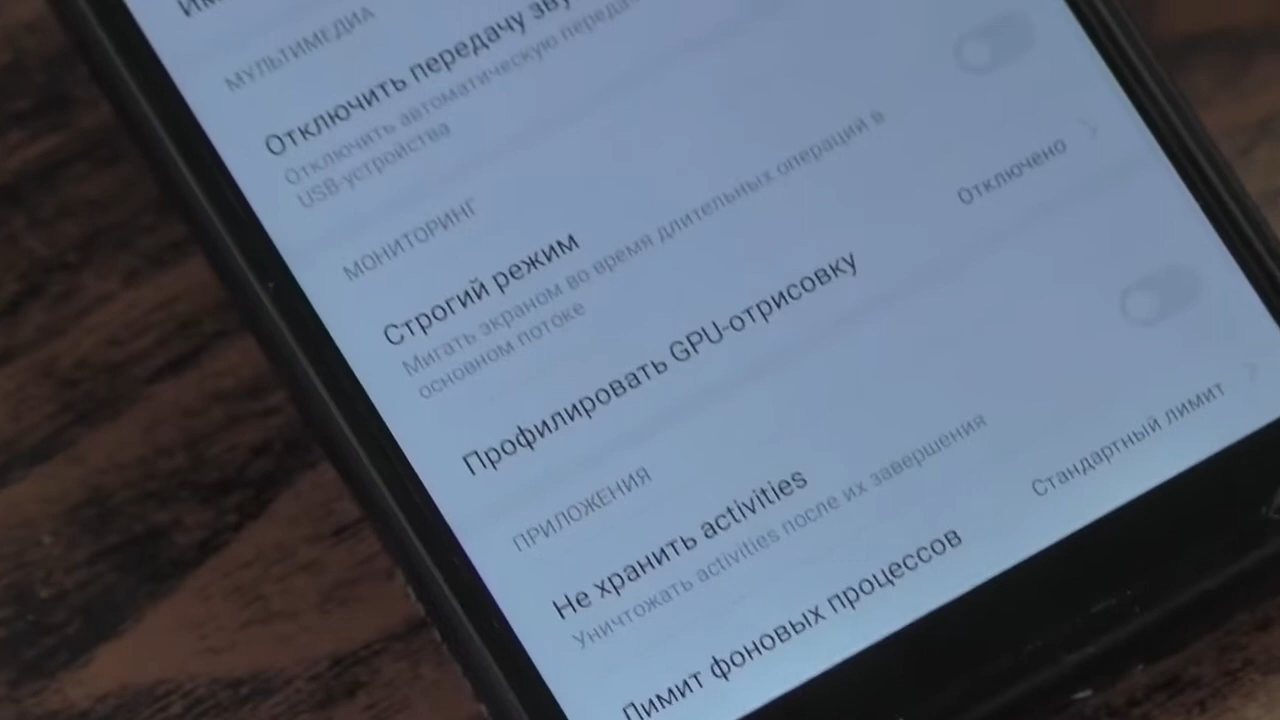 МУЛЬТИМЕДИА
Отключить передачу
Отключить автоматическую
USB-устройства
МОНИТОРИНГ
Строгий режим
Мигать экраном во время длительных операций в
основном потоке
Профилировать GPU-отрисовку
Отключено
ПРИЛОЖЕНИЯ
Не хранить activities
Уничтожать activities после их завершения
Лимит фоновых процессов
Стандартный лимит